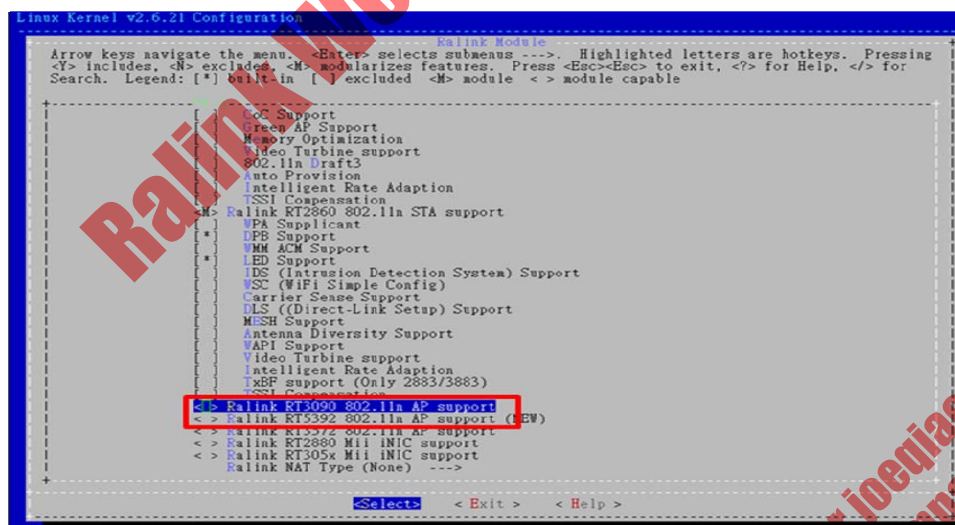 Linux Kernel v2.6.21 Configuration
Ralink Module
Arrow keys navigate the menu. <Enter> selects submenus --->. Highlighted letters are hotkeys. Pressing
<Y> includes, <N> excludes, <M> modularizes features. Press <Esc><Esc> to exit, <?> for Help, </> for
Search. Legend: [*] built-in [ ] excluded <M> module < > module capable
[ ] CoC Support
[ ] Green AP Support
[ ] Memory Optimization
[ ] Video Turbine support
[ ] 802.11n Draft3
[ ] Auto Provision
[ ] Intelligent Rate Adaption
[ ] TSSI Compensation
<M> Ralink RT2860 802.11n STA support
[ ] WPA Supplicant
[*] DPB Support
[ ] WMM ACM Support
[*] LED Support
[ ] IDS (Intrusion Detection System) Support
[ ] WSC (WiFi Simple Config)
[ ] Carrier Sense Support
[ ] DLS ((Direct-Link Setup) Support
[ ] MESH Support
[ ] Antenna Diversity Support
[ ] WAPI Support
[ ] Video Turbine support
[ ] Intelligent Rate Adaption
[ ] TxBF support (Only 2883/3883)
[ ] TSSI Compensation
< > Ralink RT3090 802.11n AP support
< > Ralink RT5392 802.11n AP support (NEW)
< > Ralink RT3572 802.11n AP support
< > Ralink RT2880 Mii iNIC support
< > Ralink RT305x Mii iNIC support
Ralink NAT Type (None) --->
<Select> < Exit > < Help >
Ralink
joeqia